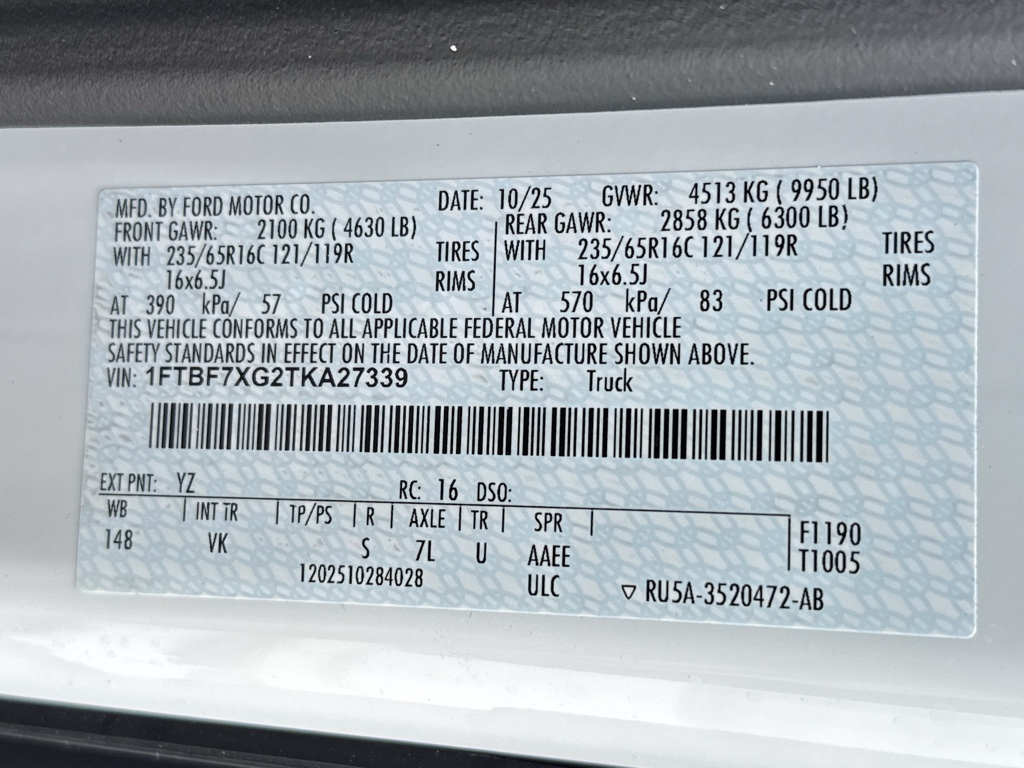 MFD. BY FORD MOTOR CO. DATE: 10/25 GVWR: 4513 KG ( 9950 LB)
FRONT GAWR: 2100 KG ( 4630 LB) REAR GAWR: 2858 KG ( 6300 LB)
WITH 235/65R16C 121/119R TIRES WITH 235/65R16C 121/119R TIRES
16x6.5J RIMS 16x6.5J RIMS
AT 390 kPa/ 57 PSI COLD AT 570 kPa/ 83 PSI COLD
THIS VEHICLE CONFORMS TO ALL APPLICABLE FEDERAL MOTOR VEHICLE
SAFETY STANDARDS IN EFFECT ON THE DATE OF MANUFACTURE SHOWN ABOVE.
VIN: 1FTBF7XG2TKA27339 TYPE: Truck
EXT PNT: YZ RC: 16 DSO:
WB INT TR TP/PS R AXLE TR SPR F1190
148 VK S 7L U AAEE T1005
1202510284028 ULC ▽ RU5A-3520472-AB